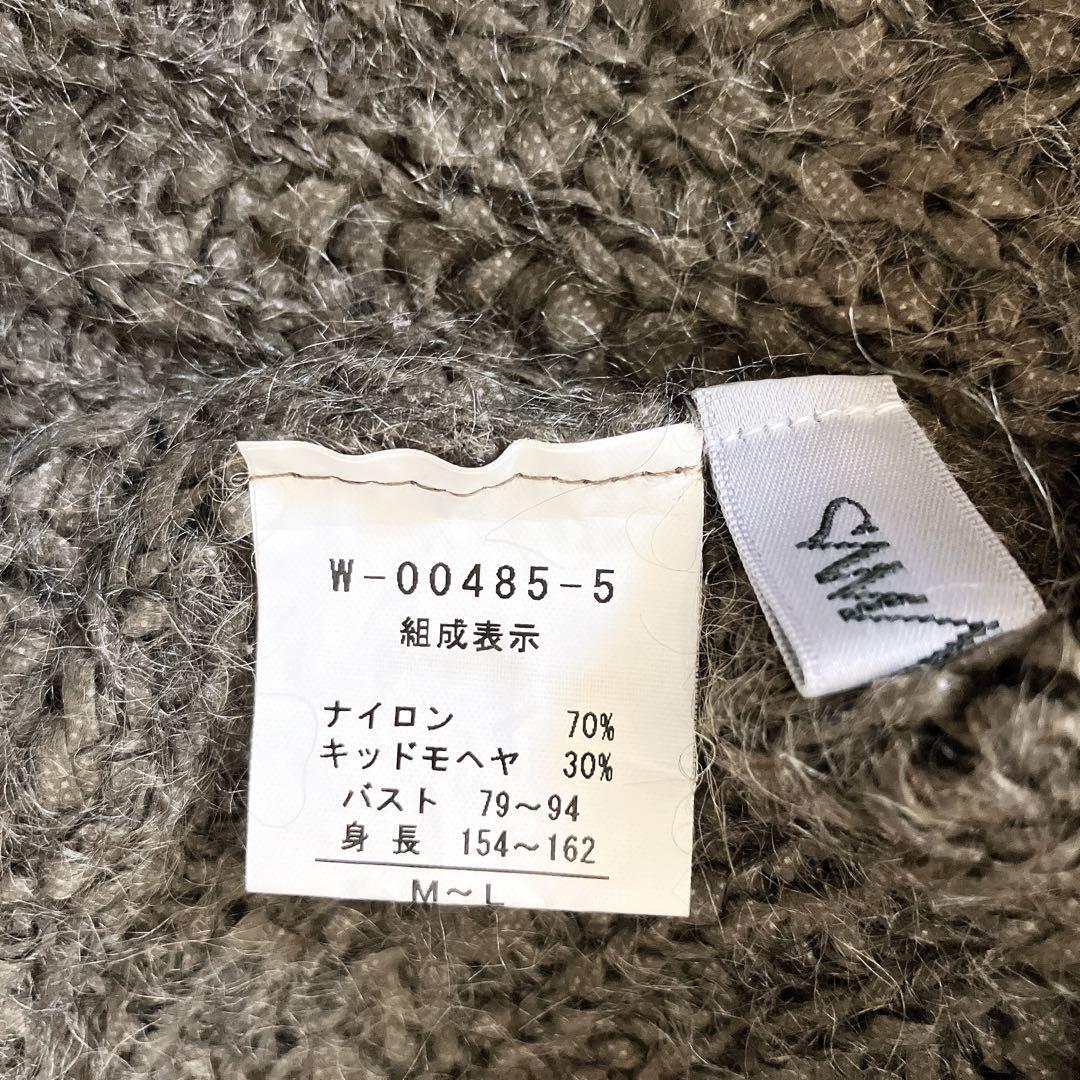 W-00485-5
組成表示
ナイロン 70%
キッドモヘヤ 30%
バスト 79～94
身長 154～162
M～L